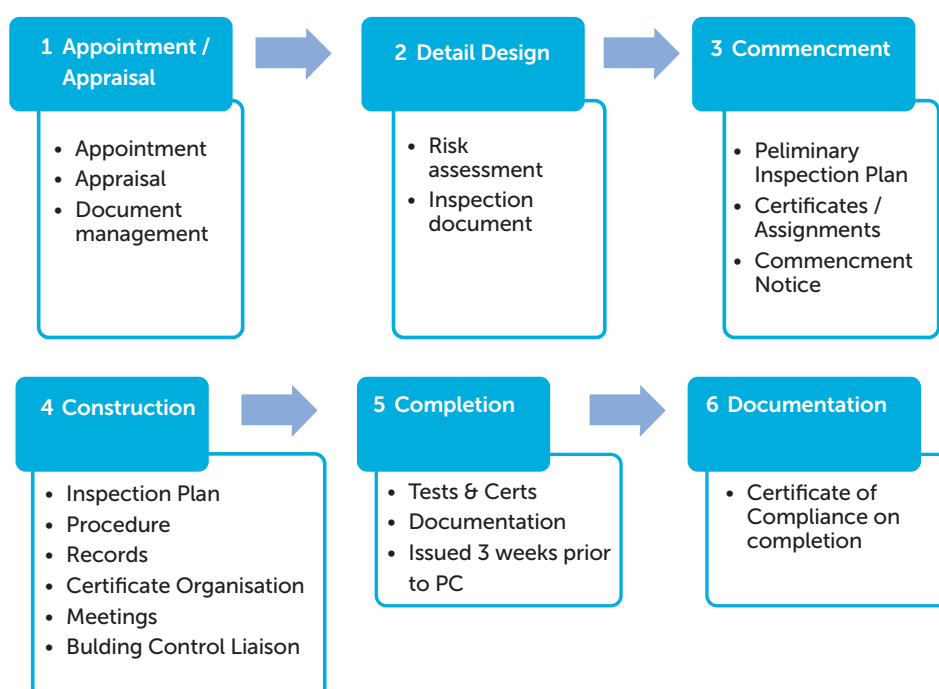 1 Appointment /
Appraisal
• Appointment
• Appraisal
• Document
management
2 Detail Design
• Risk
assessment
• Inspection
document
3 Commencment
• Peliminary
Inspection Plan
• Certificates /
Assignments
• Commencment
Notice
4 Construction
• Inspection Plan
• Procedure
• Records
• Certificate Organisation
• Meetings
• Bulding Control Liaison
5 Completion
• Tests & Certs
• Documentation
• Issued 3 weeks prior
to PC
6 Documentation
• Certificate of
Compliance on
completion